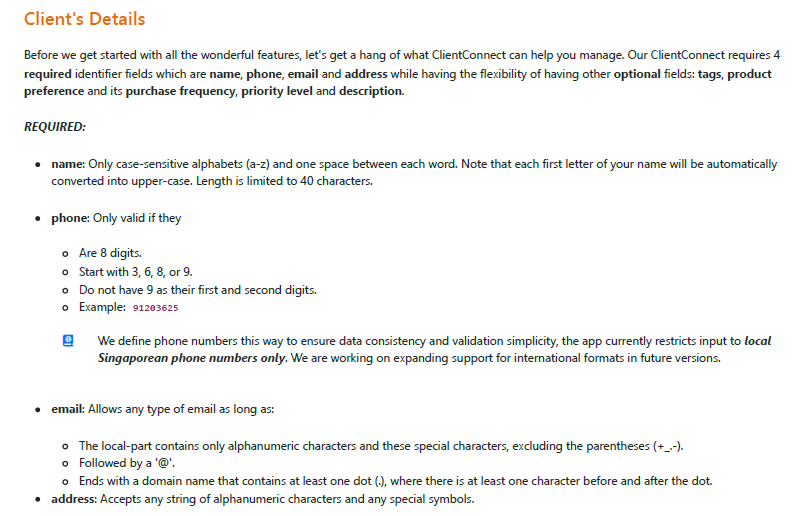 Client's Details
Before we get started with all the wonderful features, let's get a hang of what ClientConnect can help you manage. Our ClientConnect requires 4
required identifier fields which are name, phone, email and address while having the flexibility of having other optional fields: tags, product
preference and its purchase frequency, priority level and description.
REQUIRED:
• name: Only case-sensitive alphabets (a-z) and one space between each word. Note that each first letter of your name will be automatically
converted into upper-case. Length is limited to 40 characters.
• phone: Only valid if they
o Are 8 digits.
o Start with 3, 6, 8, or 9.
o Do not have 9 as their first and second digits.
o Example: 91203625
We define phone numbers this way to ensure data consistency and validation simplicity, the app currently restricts input to local
Singaporean phone numbers only. We are working on expanding support for international formats in future versions.
• email: Allows any type of email as long as:
o The local-part contains only alphanumeric characters and these special characters, excluding the parentheses (+_.-).
o Followed by a '@'.
o Ends with a domain name that contains at least one dot (.), where there is at least one character before and after the dot.
• address: Accepts any string of alphanumeric characters and any special symbols.